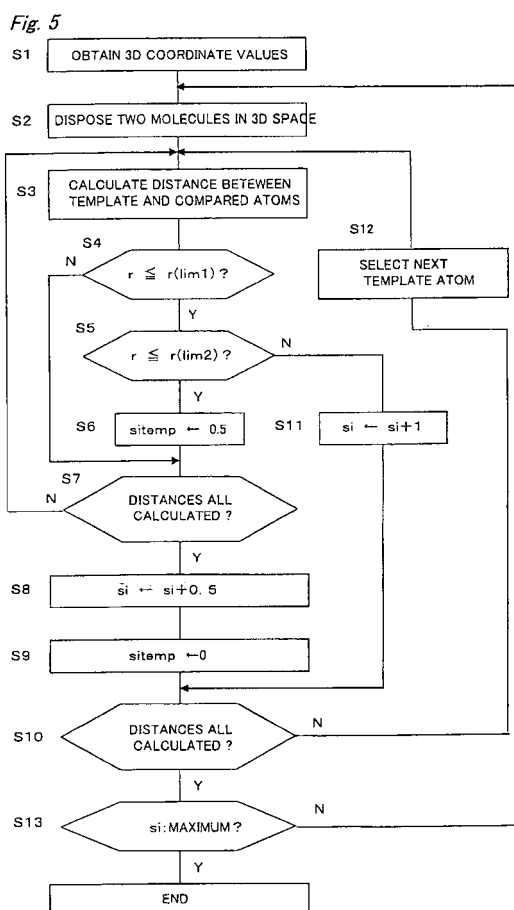 Fig. 5
S1
OBTAIN 3D COORDINATE VALUES
S2
DISPOSE TWO MOLECULES IN 3D SPACE
S3
CALCULATE DISTANCE BETEWEEN
TEMPLATE AND COMPARED ATOMS
S12
SELECT NEXT
TEMPLATE ATOM
S4
N
r ≦ r(lim1) ?
Y
S5
r ≦ r(lim2) ?
N
Y
S6
sitemp ← 0.5
S11
si ← si+1
S7
N
DISTANCES ALL
CALCULATED ?
Y
S8
si ← si+0. 5
S9
sitemp ←0
S10
DISTANCES ALL
CALCULATED ?
N
Y
S13
si:MAXIMUM ?
N
Y
END